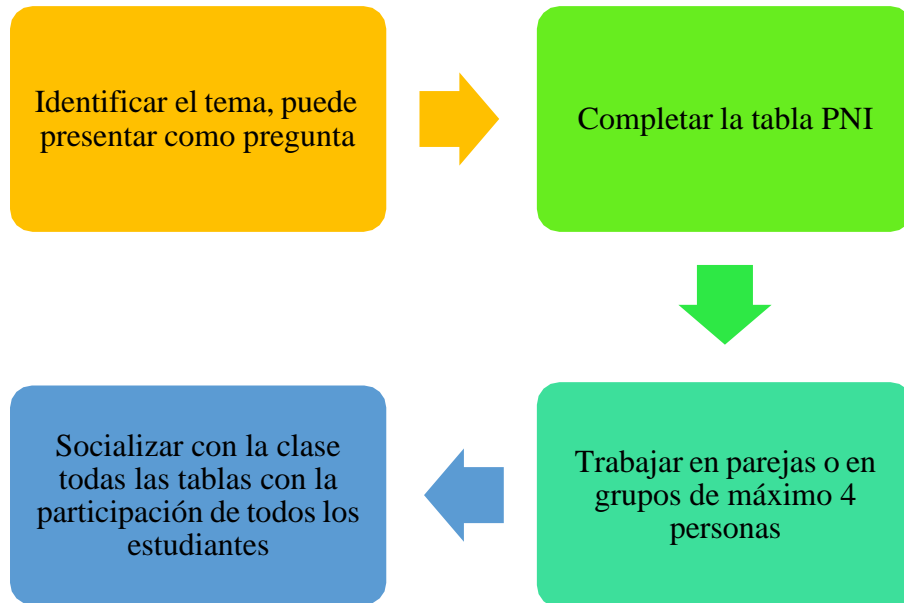 Identificar el tema, puede
presentar como pregunta
Completar la tabla PNI
Trabajar en parejas o en
grupos de máximo 4
personas
Socializar con la clase
todas las tablas con la
participación de todos los
estudiantes